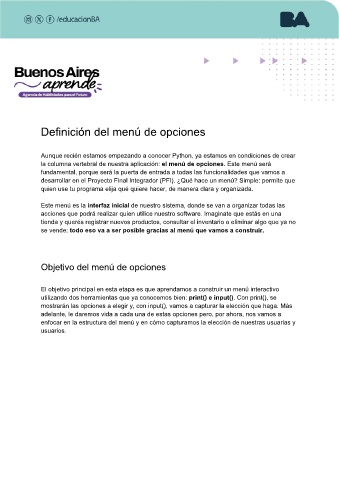 /educacionBA
BA
Buenos Aires
aprende
Agencia de Habilidades para el Futuro
Definición del menú de opciones
Aunque recién estamos empezando a conocer Python, ya estamos en condiciones de crear
la columna vertebral de nuestra aplicación: el menú de opciones. Este menú será
fundamental, porque será la puerta de entrada a todas las funcionalidades que vamos a
desarrollar en el Proyecto Final Integrador (PFI). ¿Qué hace un menú? Simple: permite que
quien use tu programa elija qué quiere hacer, de manera clara y organizada.
Este menú es la interfaz inicial de nuestro sistema, donde se van a organizar todas las
acciones que podrá realizar quien utilice nuestro software. Imaginate que estás en una
tienda y querés registrar nuevos productos, consultar el inventario o eliminar algo que ya no
se vende; todo eso va a ser posible gracias al menú que vamos a construir.
Objetivo del menú de opciones
El objetivo principal en esta etapa es que aprendamos a construir un menú interactivo
utilizando dos herramientas que ya conocemos bien: print() e input(). Con print(), se
mostrarán las opciones a elegir y, con input(), vamos a capturar la elección que haga. Más
adelante, le daremos vida a cada una de estas opciones pero, por ahora, nos vamos a
enfocar en la estructura del menú y en cómo capturamos la elección de nuestras usuarias y
usuarios.